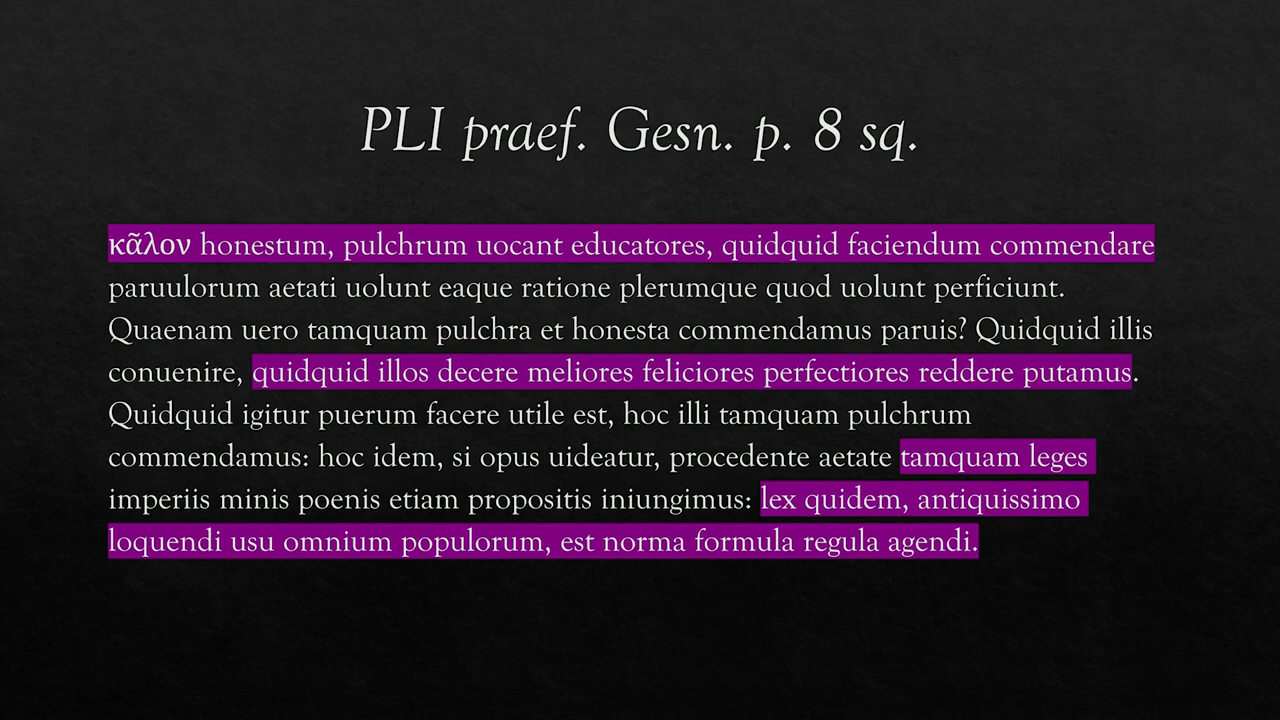 PLI praef. Gesn. p. 8 sq.
κᾶλον honestum, pulchrum uocant educatores, quidquid faciendum commendare
paruulorum aetati uolunt eaque ratione plerumque quod uolunt perficiunt.
Quaenam uero tamquam pulchra et honesta commendamus paruis? Quidquid illis
conuenire, quidquid illos decere meliores feliciores perfectiores reddere putamus.
Quidquid igitur puerum facere utile est, hoc illi tamquam pulchrum
commendamus: hoc idem, si opus uideatur, procedente aetate tamquam leges
imperiis minis poenis etiam propositis iniungimus: lex quidem, antiquissimo
loquendi usu omnium populorum, est norma formula regula agendi.